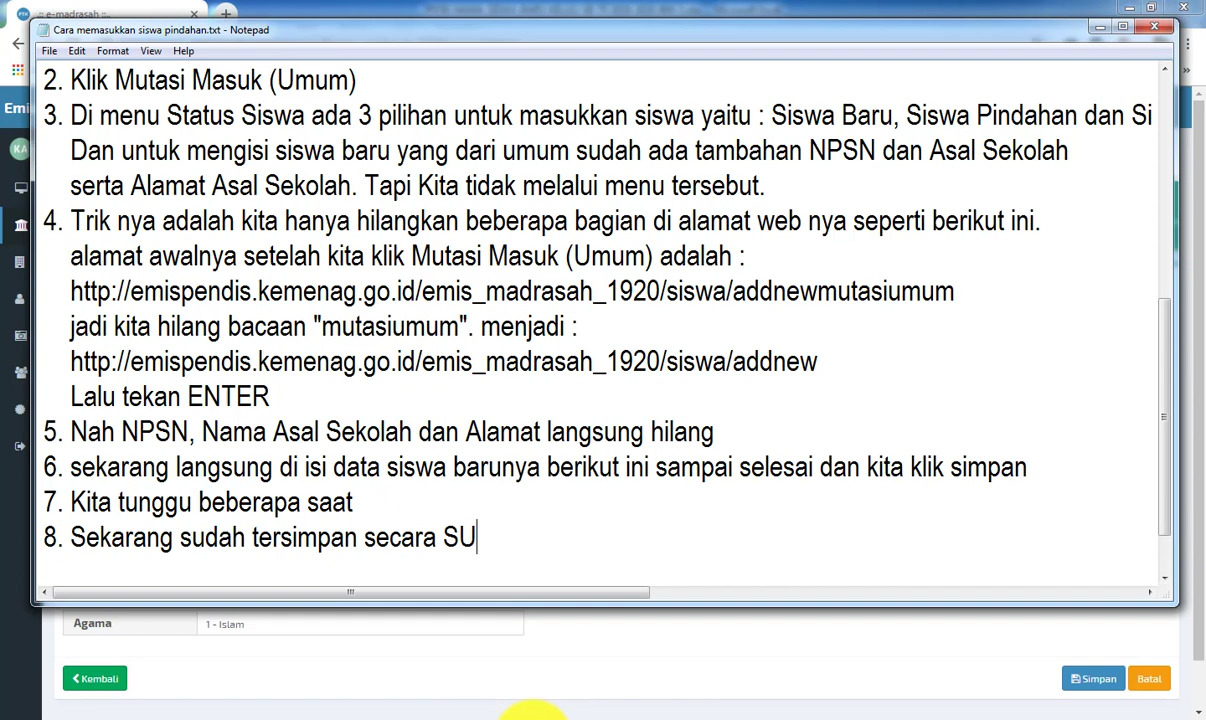 :: e-madrasah ::.
Cara memasukkan siswa pindahan.txt - Notepad
File Edit Format View Help
2. Klik Mutasi Masuk (Umum)
3. Di menu Status Siswa ada 3 pilihan untuk masukkan siswa yaitu : Siswa Baru, Siswa Pindahan dan Si
Dan untuk mengisi siswa baru yang dari umum sudah ada tambahan NPSN dan Asal Sekolah
serta Alamat Asal Sekolah. Tapi Kita tidak melalui menu tersebut.
4. Trik nya adalah kita hanya hilangkan beberapa bagian di alamat web nya seperti berikut ini.
alamat awalnya setelah kita klik Mutasi Masuk (Umum) adalah :
http://emispendis.kemenag.go.id/emis_madrasah_1920/siswa/addnewmutasiumum
jadi kita hilang bacaan "mutasiumum". menjadi :
http://emispendis.kemenag.go.id/emis_madrasah_1920/siswa/addnew
Lalu tekan ENTER
5. Nah NPSN, Nama Asal Sekolah dan Alamat langsung hilang
6. sekarang langsung di isi data siswa barunya berikut ini sampai selesai dan kita klik simpan
7. Kita tunggu beberapa saat
8. Sekarang sudah tersimpan secara SU
Emi
KA
Agama 1 - Islam
Kembali Simpan Batal